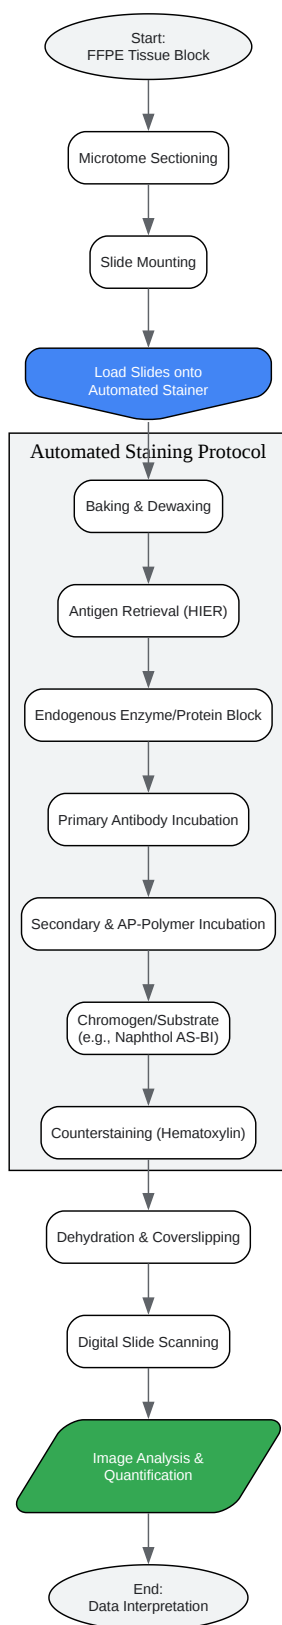 Start:
FFPE Tissue Block
Microtome Sectioning
Slide Mounting
Load Slides onto
Automated Stainer
Automated Staining Protocol
Baking & Dewaxing
Antigen Retrieval (HIER)
Endogenous Enzyme/Protein Block
Primary Antibody Incubation
Secondary & AP-Polymer Incubation
Chromogen/Substrate
(e.g., Naphthol AS-BI)
Counterstaining (Hematoxylin)
Dehydration & Coverslipping
Digital Slide Scanning
Image Analysis &
Quantification
End:
Data Interpretation